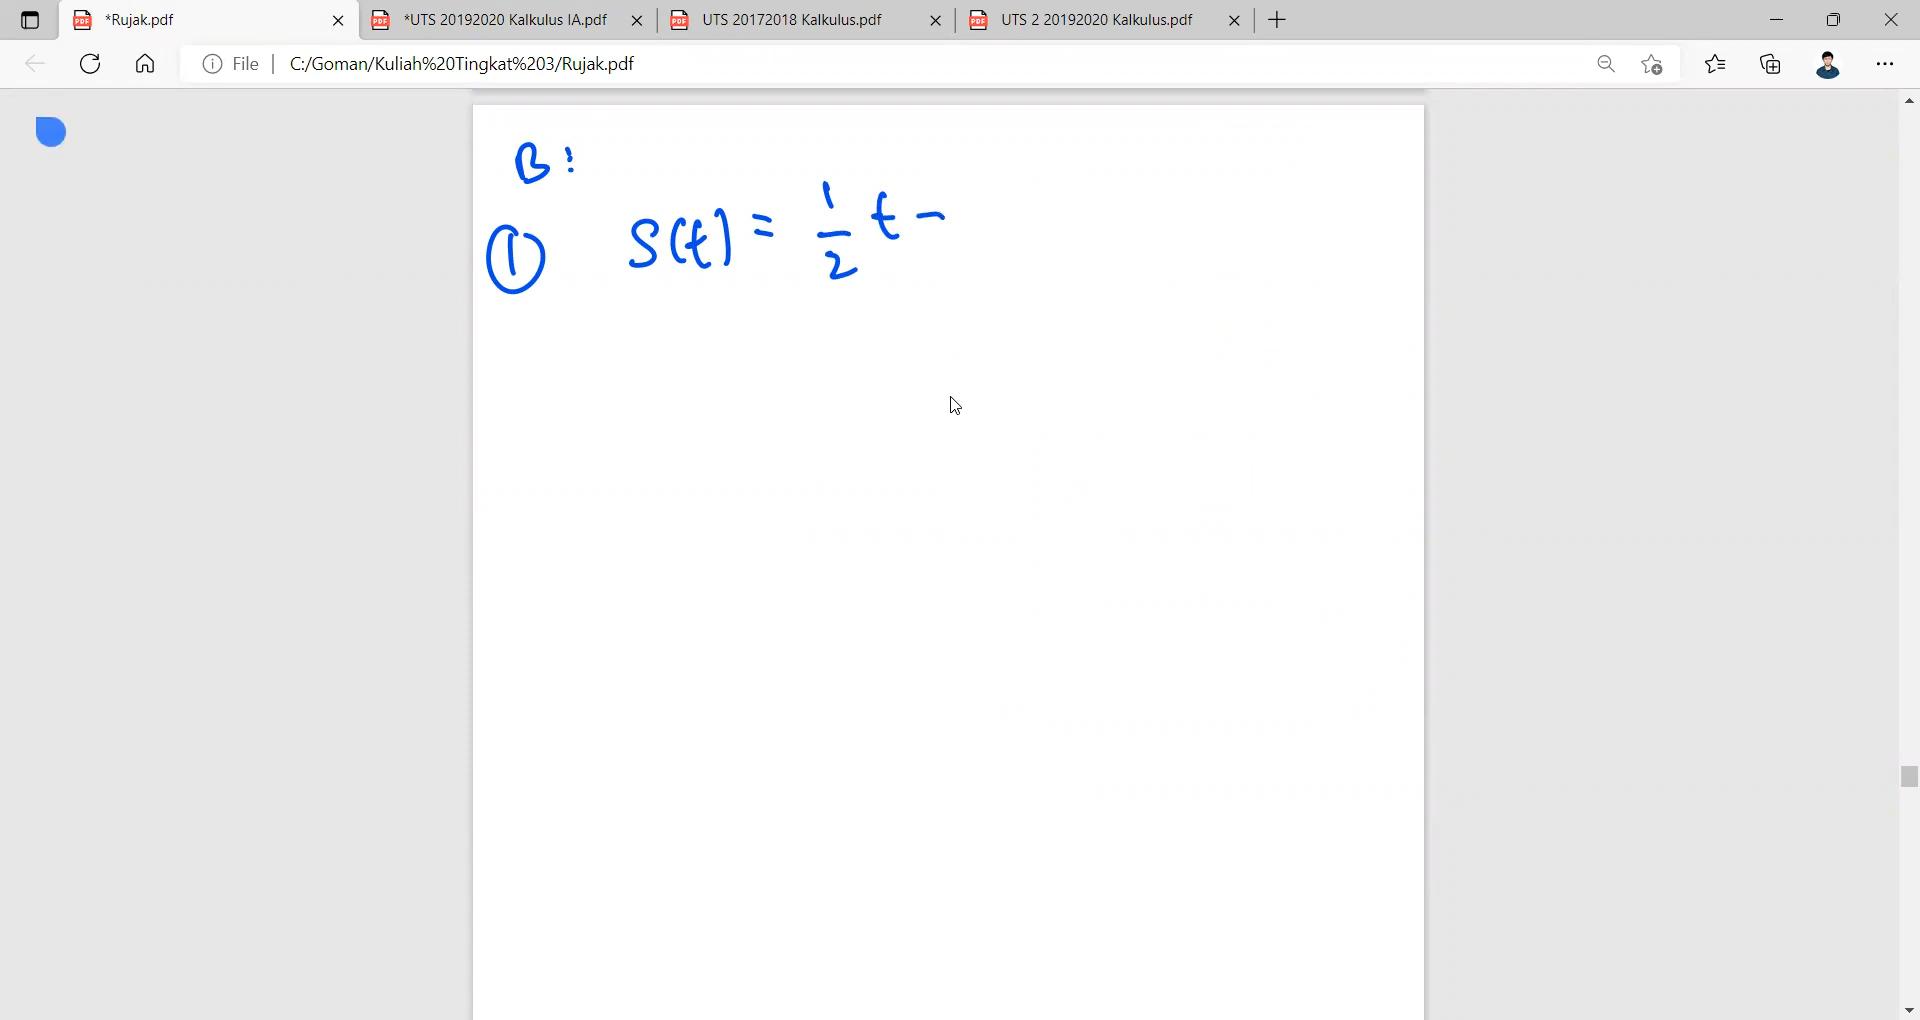 *Rujak.pdf
*UTS 20192020 Kalkulus IA.pdf
UTS 20172018 Kalkulus.pdf
UTS 2 20192020 Kalkulus.pdf
File
C:/Goman/Kuliah%20Tingkat%203/Rujak.pdf
B:
① S(t) = 1/2 t -